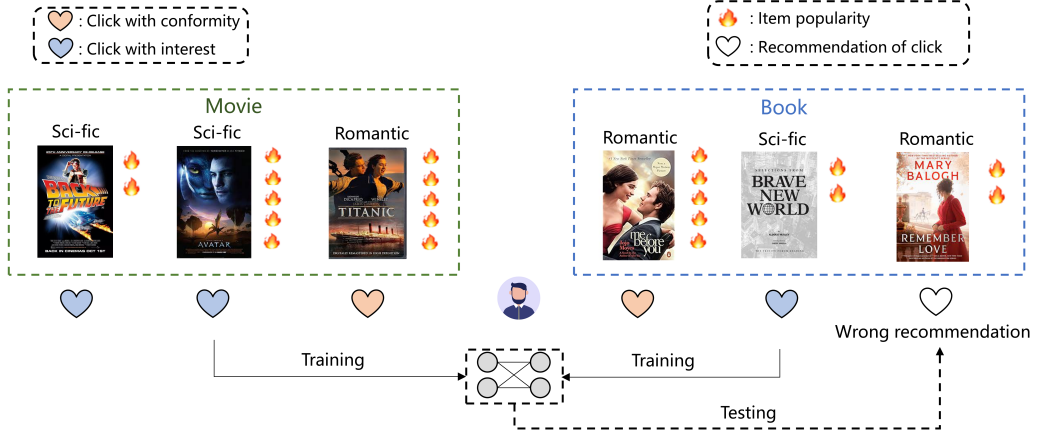 : Click with conformity
: Click with interest
: Item popularity
: Recommendation of click
Movie
Book
Sci-fic
Sci-fic
Romantic
Romantic
Sci-fic
Romantic
BACK
TO THE
FUTURE
AVATAR
TITANIC
me before
you
Jojo
Moyes
BRAVE
NEW
WORLD
MARY
BALOGH
REMEMBER
LOVE
Wrong recommendation
Training
Training
Testing